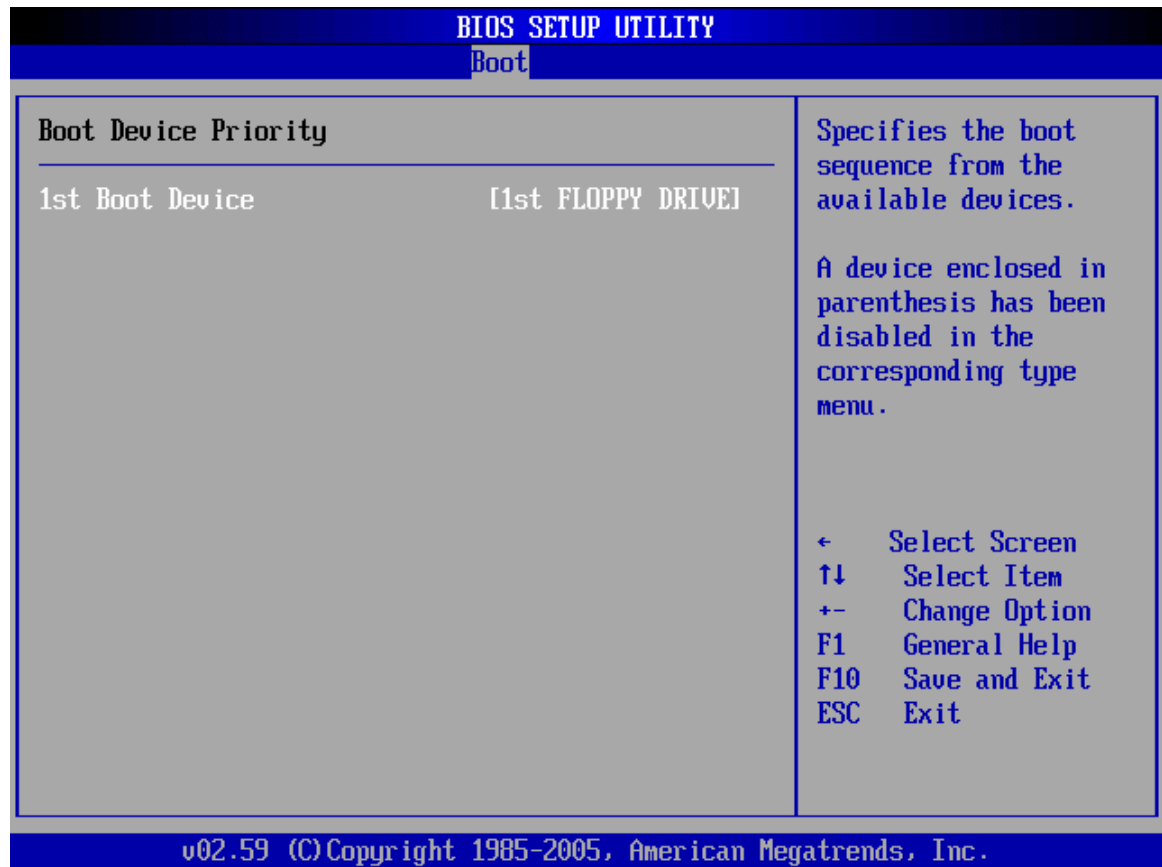 BIOS SETUP UTILITY
Boot
Boot Device Priority
1st Boot Device [1st FLOPPY DRIVE]
Specifies the boot
sequence from the
available devices.
A device enclosed in
parenthesis has been
disabled in the
corresponding type
menu.
← Select Screen
↑↓ Select Item
+- Change Option
F1 General Help
F10 Save and Exit
ESC Exit
v02.59 (C)Copyright 1985-2005, American Megatrends, Inc.